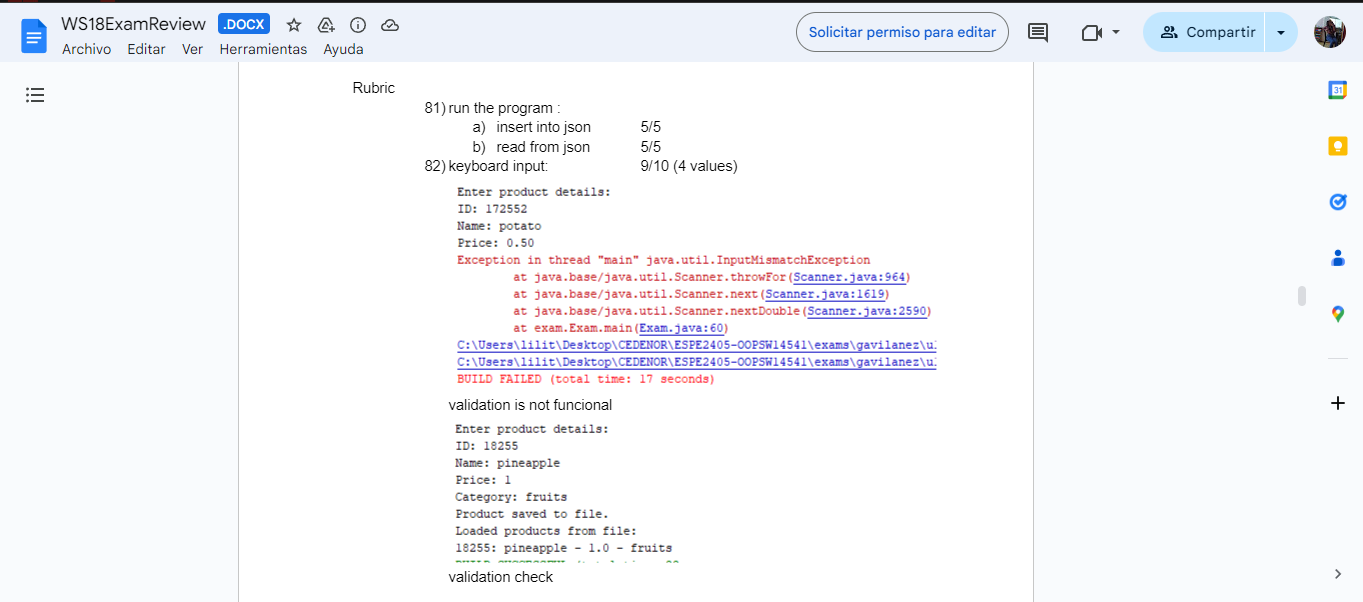 WS18ExamReview .DOCX
Archivo Editar Ver Herramientas Ayuda
Solicitar permiso para editar
Compartir
31
Rubric
81) run the program :
a) insert into json 5/5
b) read from json 5/5
82) keyboard input: 9/10 (4 values)
Enter product details:
ID: 172552
Name: potato
Price: 0.50
Exception in thread "main" java.util.InputMismatchException
at java.base/java.util.Scanner.throwFor(Scanner.java:964)
at java.base/java.util.Scanner.next(Scanner.java:1619)
at java.base/java.util.Scanner.nextDouble(Scanner.java:2590)
at exam.Exam.main(Exam.java:60)
C:\Users\lilit\Desktop\CEDENOR\ESPE2405-OOPSW14541\exams\gavilanez\u
C:\Users\lilit\Desktop\CEDENOR\ESPE2405-OOPSW14541\exams\gavilanez\u
BUILD FAILED (total time: 17 seconds)
validation is not funcional
Enter product details:
ID: 18255
Name: pineapple
Price: 1
Category: fruits
Product saved to file.
Loaded products from file:
18255: pineapple - 1.0 - fruits
validation check